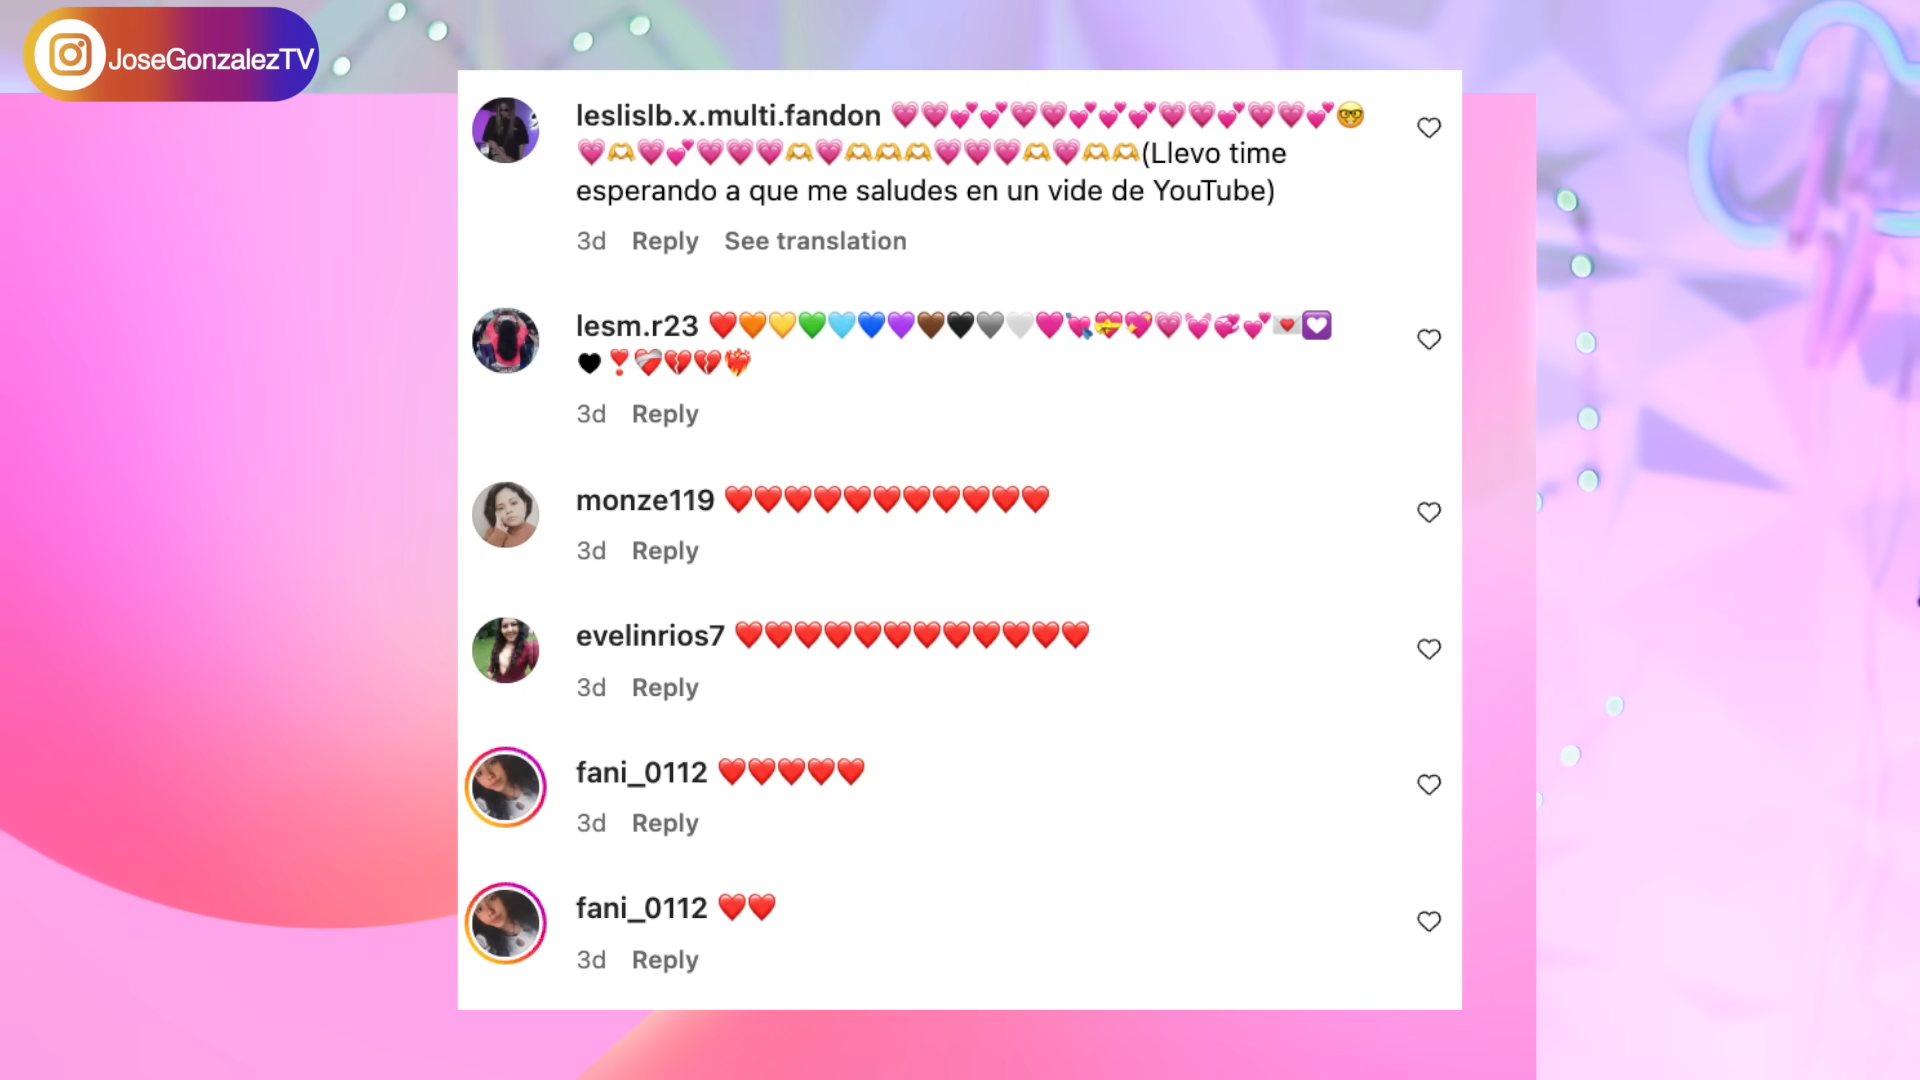 JoseGonzalezTV
leslislb.x.multi.fandon 💗💗💕💕💗💗💕💕💕💗💗💕💗💗💕🤓
💗🫶💗💕💗💗💗🫶💗🫶🫶🫶💗💗💗🫶💗🫶🫶(Llevo time
esperando a que me saludes en un vide de YouTube)
3d Reply See translation
lesm.r23 ❤️🧡💛💚🩵💙💜🤎🖤🩶🤍🩷💘💝💖💗💓💞💕💌💟
♥️❣️❤️‍🩹💔💔❤️‍🔥
3d Reply
monze119 ❤️❤️❤️❤️❤️❤️❤️❤️❤️❤️❤️
3d Reply
evelinrios7 ❤️❤️❤️❤️❤️❤️❤️❤️❤️❤️❤️❤️
3d Reply
fani_0112 ❤️❤️❤️❤️❤️
3d Reply
fani_0112 ❤️❤️
3d Reply